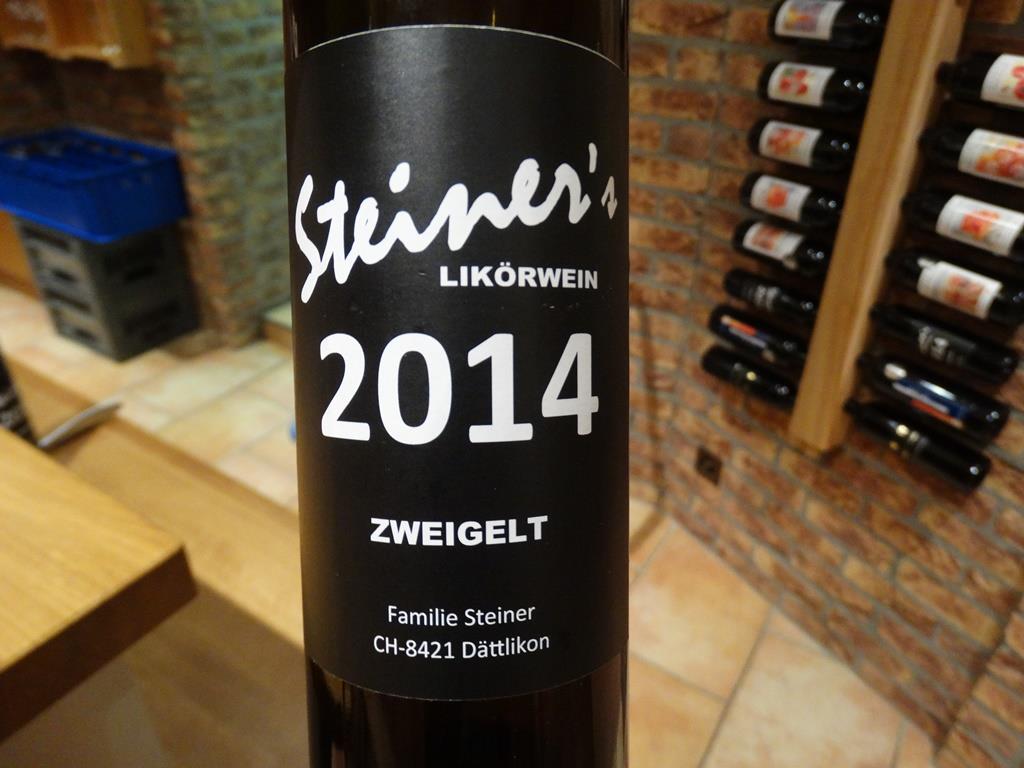 Steiner's
LIKÖRWEIN
2014
ZWEIGELT
Familie Steiner
CH-8421 Dättlikon